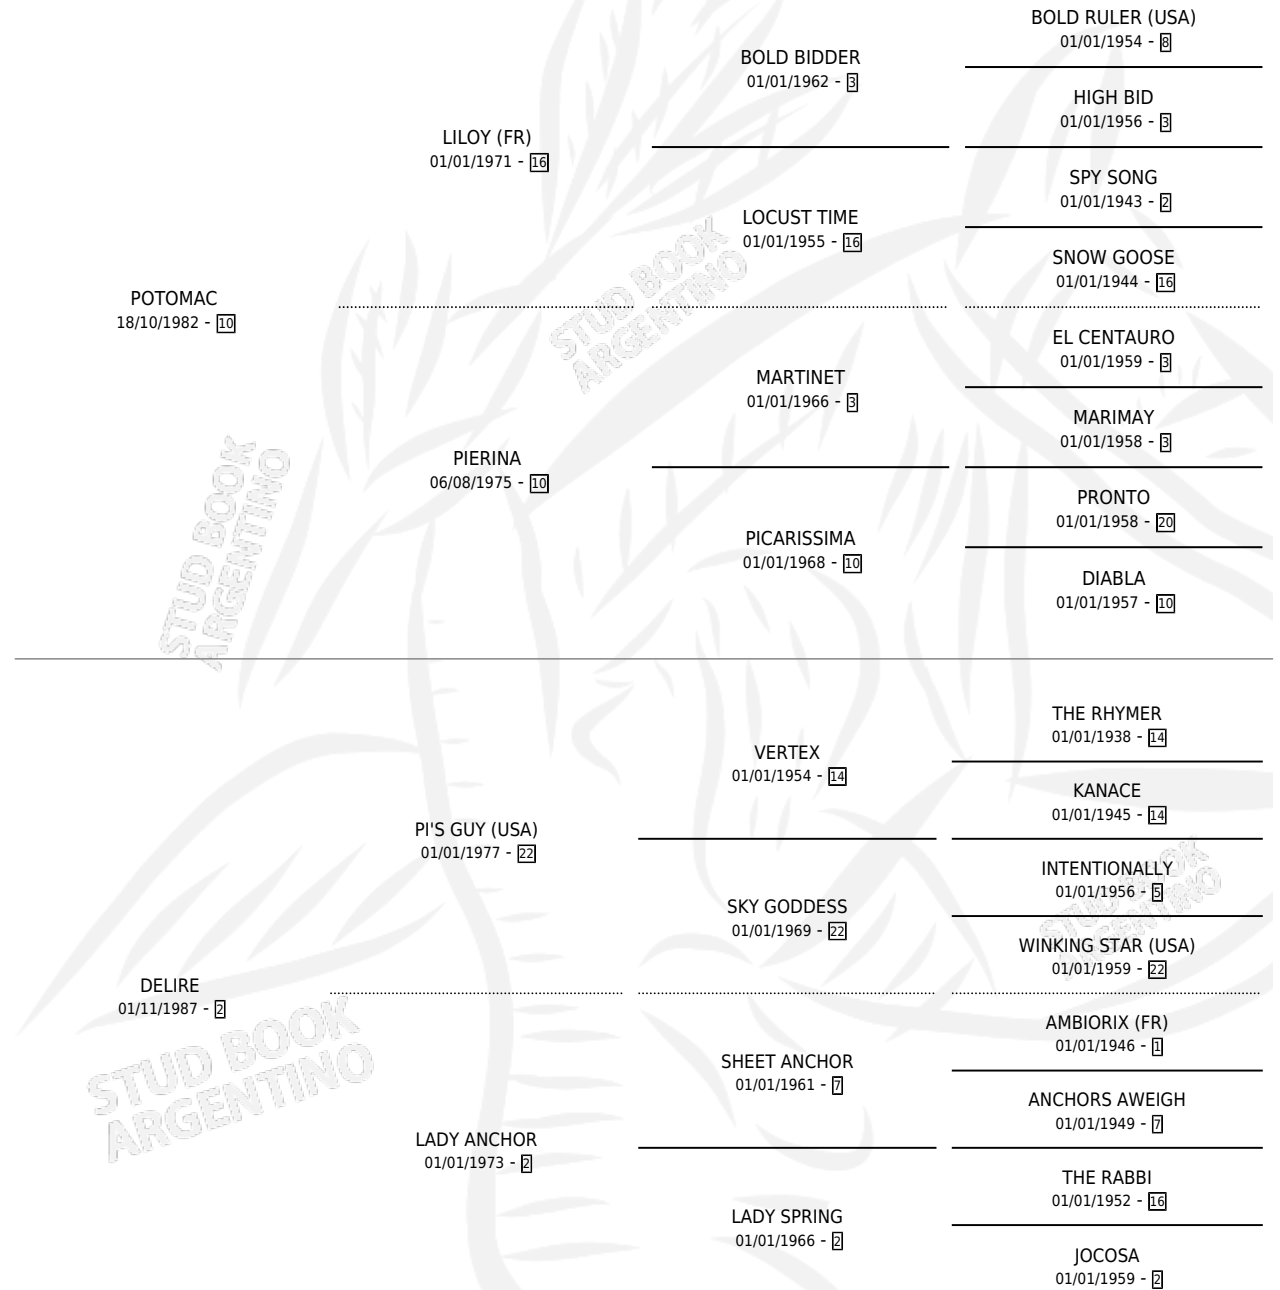 BOLD RULER (USA)
01/01/1954 - 8
BOLD BIDDER
01/01/1962 - 3
HIGH BID
01/01/1956 - 3
LILOY (FR)
01/01/1971 - 16
SPY SONG
01/01/1943 - 2
LOCUST TIME
01/01/1955 - 16
SNOW GOOSE
01/01/1944 - 16
POTOMAC
18/10/1982 - 10
STUD BOOK
ARGENTINO
EL CENTAURO
01/01/1959 - 3
MARTINET
01/01/1966 - 3
MARIMAY
01/01/1958 - 3
PIERINA
06/08/1975 - 10
PRONTO
01/01/1958 - 20
PICARISSIMA
01/01/1968 - 10
DIABLA
01/01/1957 - 10
STUD BOOK
ARGENTINO
THE RHYMER
01/01/1938 - 14
VERTEX
01/01/1954 - 14
KANACE
01/01/1945 - 14
PI'S GUY (USA)
01/01/1977 - 22
INTENTIONALLY
01/01/1956 - 5
SKY GODDESS
01/01/1969 - 22
STUD BOOK
ARGENTINO
WINKING STAR (USA)
01/01/1959 - 22
DELIRE
01/11/1987 - 2
AMBIORIX (FR)
01/01/1946 - 1
STUD BOOK
ARGENTINO
SHEET ANCHOR
01/01/1961 - 7
ANCHORS AWEIGH
01/01/1949 - 7
LADY ANCHOR
01/01/1973 - 2
THE RABBI
01/01/1952 - 16
LADY SPRING
01/01/1966 - 2
JOCOSA
01/01/1959 - 2